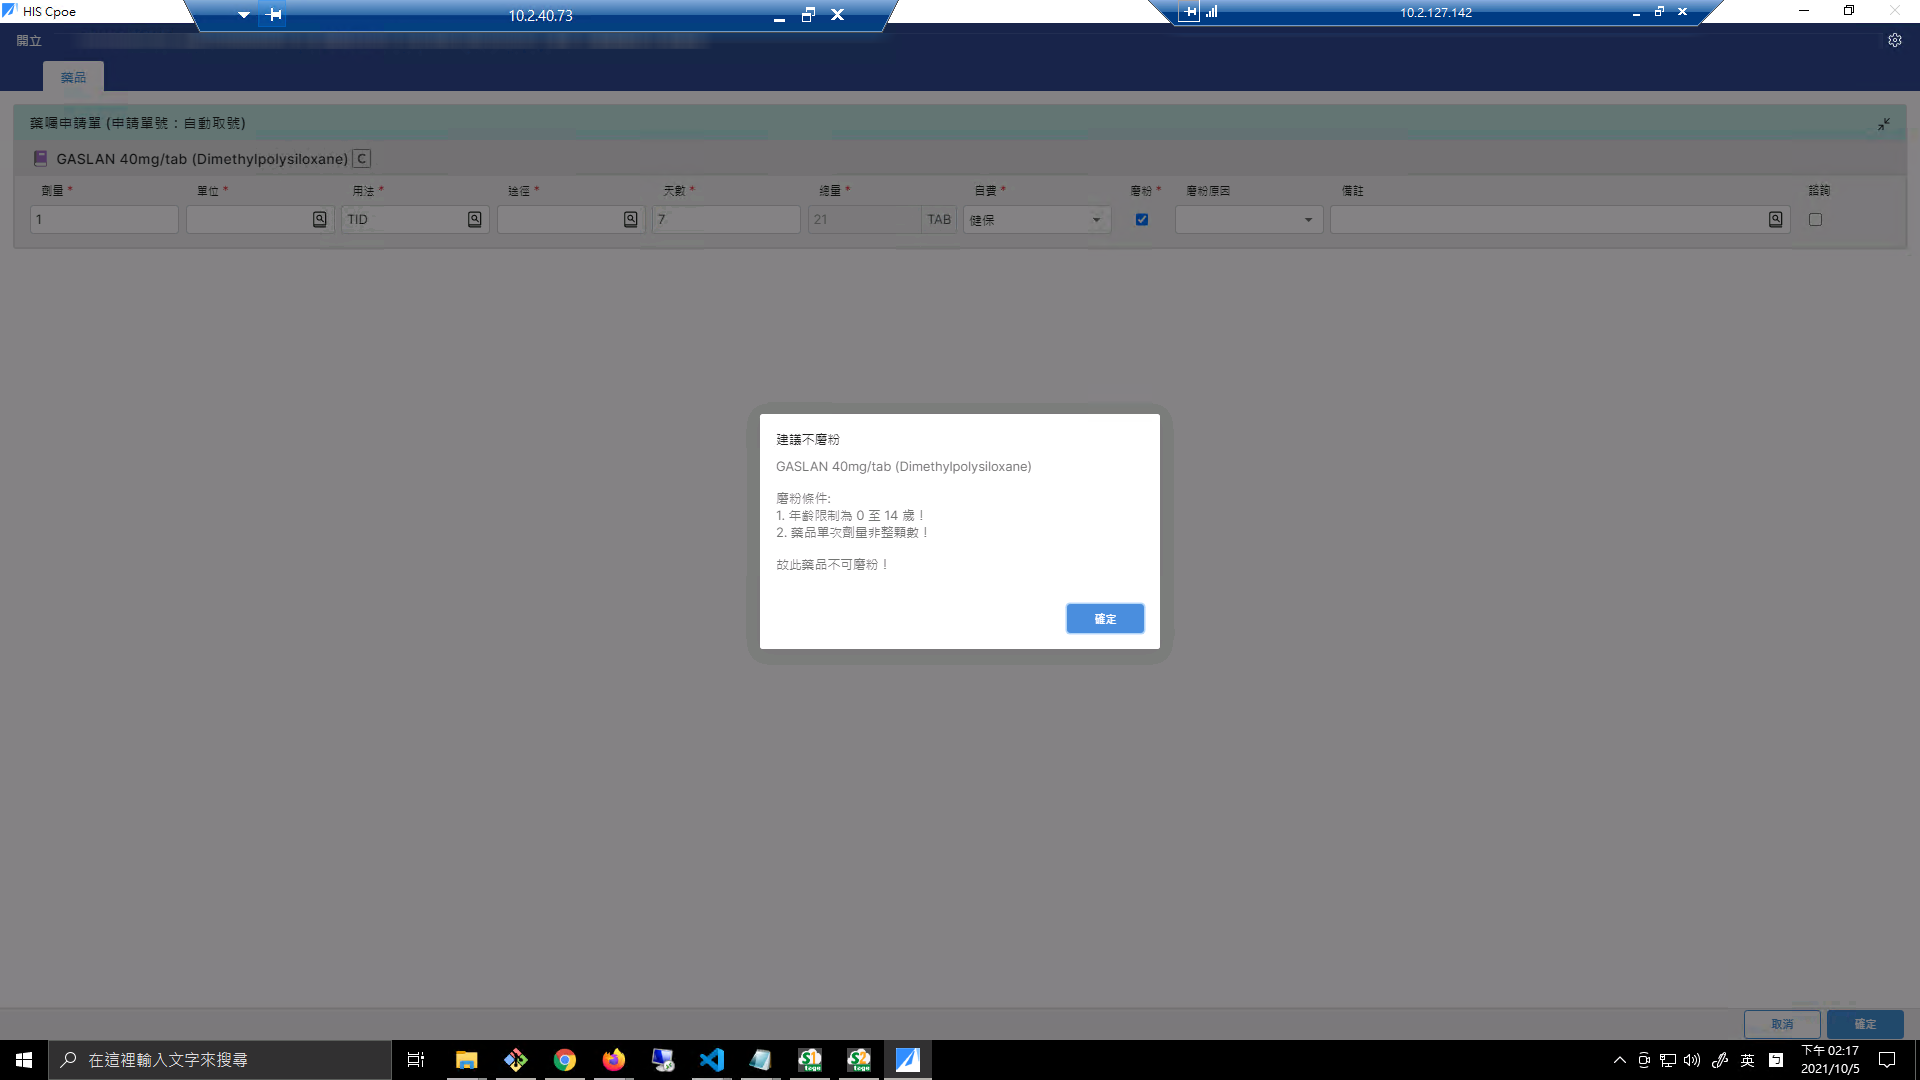 HIS Cpoe
10.2.40.73
10.2.127.142
開立
藥品
藥囑申請單 (申請單號：自動取號)
GASLAN 40mg/tab (Dimethylpolysiloxane) C
劑量 * 單位 * 用法 * 途徑 * 天數 * 總量 * 自費 * 磨粉 * 磨粉原因 備註 諮詢
1 TID 7 21 TAB 健保
建議不磨粉
GASLAN 40mg/tab (Dimethylpolysiloxane)
磨粉條件:
1. 年齡限制為 0 至 14 歲！
2. 藥品單次劑量非整顆數！
故此藥品不可磨粉！
確定
取消 確定
在這裡輸入文字來搜尋
S1
togo
S2
togo
英
ㄅ
下午 02:17
2021/10/5